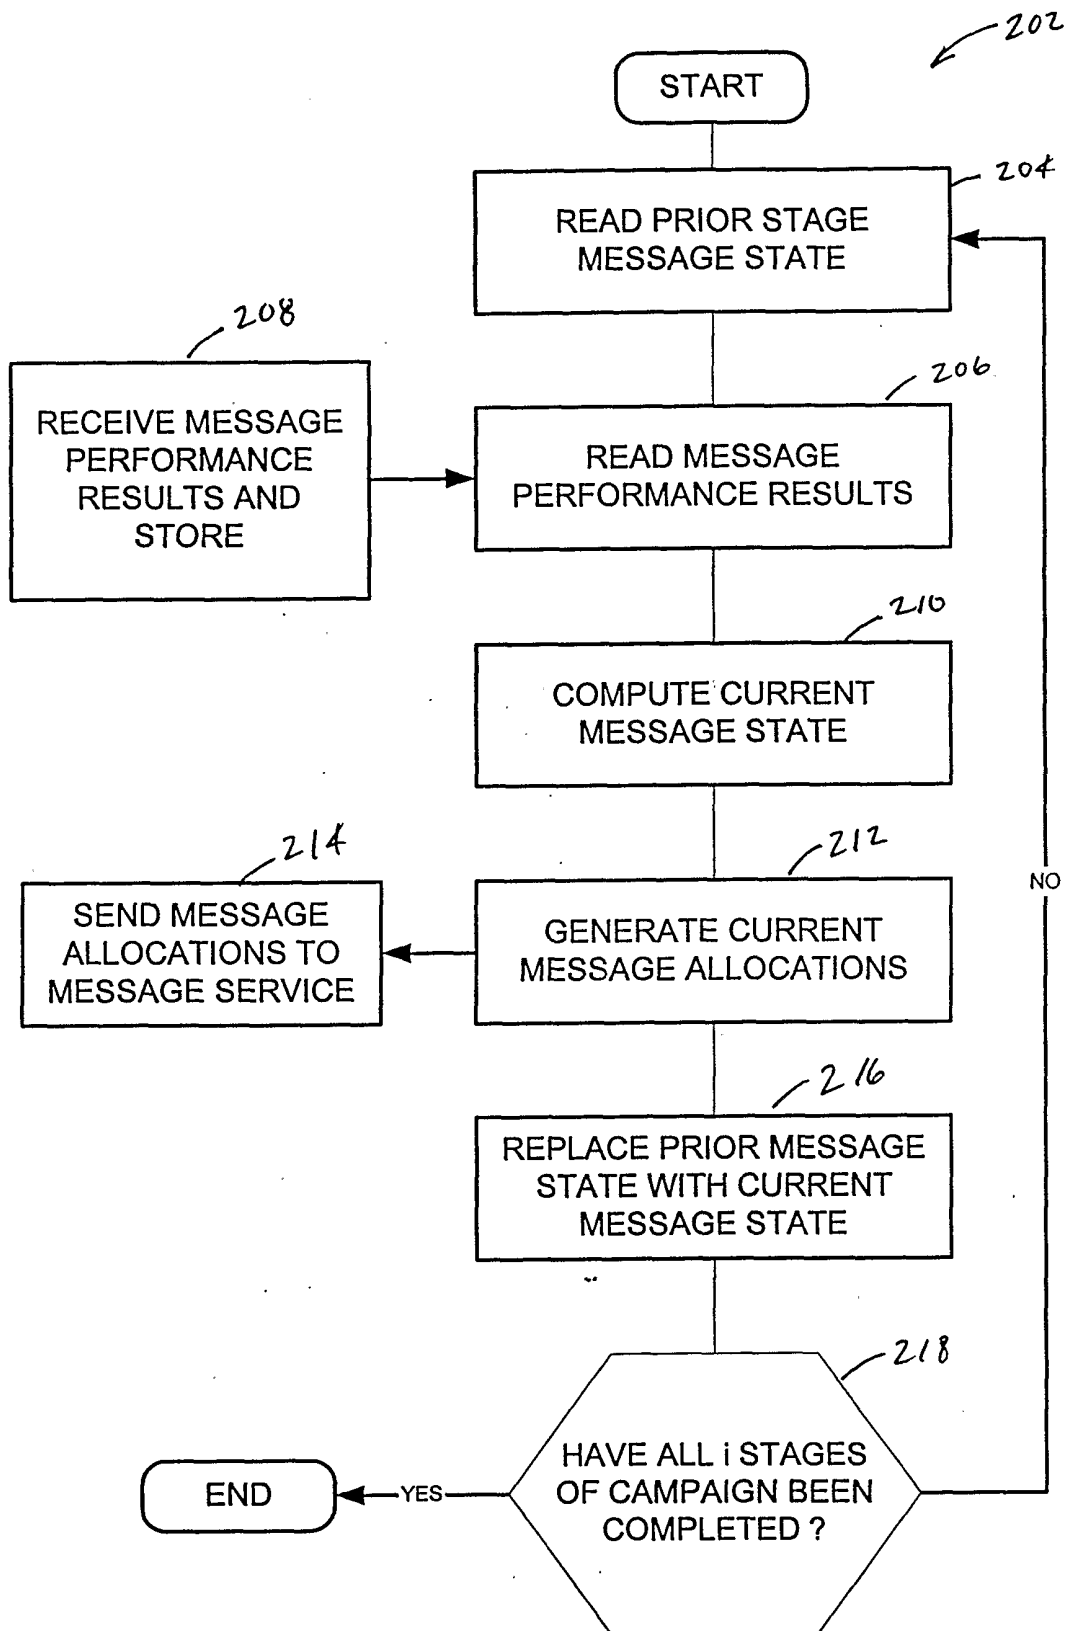 202
START
204
READ PRIOR STAGE
MESSAGE STATE
208
206
RECEIVE MESSAGE
PERFORMANCE
RESULTS AND
STORE
READ MESSAGE
PERFORMANCE RESULTS
210
COMPUTE CURRENT
MESSAGE STATE
214
212
NO
SEND MESSAGE
ALLOCATIONS TO
MESSAGE SERVICE
GENERATE CURRENT
MESSAGE ALLOCATIONS
216
REPLACE PRIOR MESSAGE
STATE WITH CURRENT
MESSAGE STATE
218
HAVE ALL i STAGES
OF CAMPAIGN BEEN
COMPLETED ?
YES
END